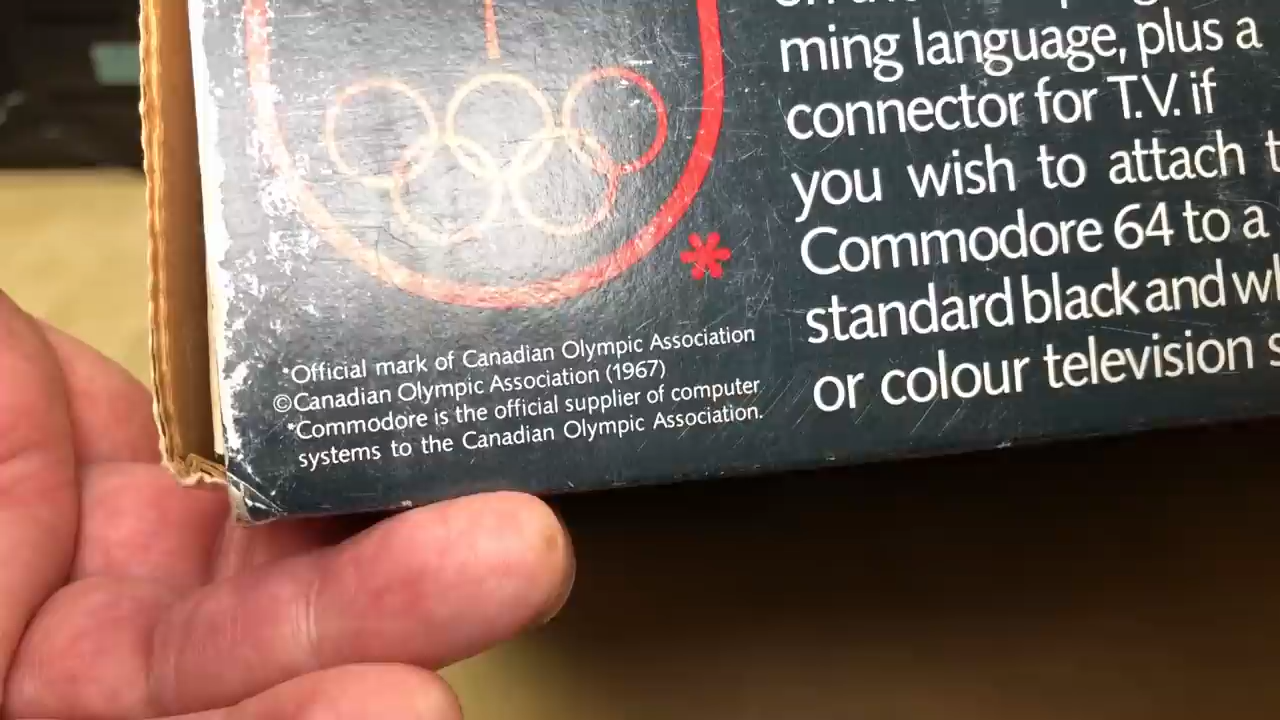 ming language, plus a
connector for T.V. if
you wish to attach
Commodore 64 to a
standard black and
or colour television
*
*Official mark of Canadian Olympic Association
©Canadian Olympic Association (1967)
*Commodore is the official supplier of computer
systems to the Canadian Olympic Association.